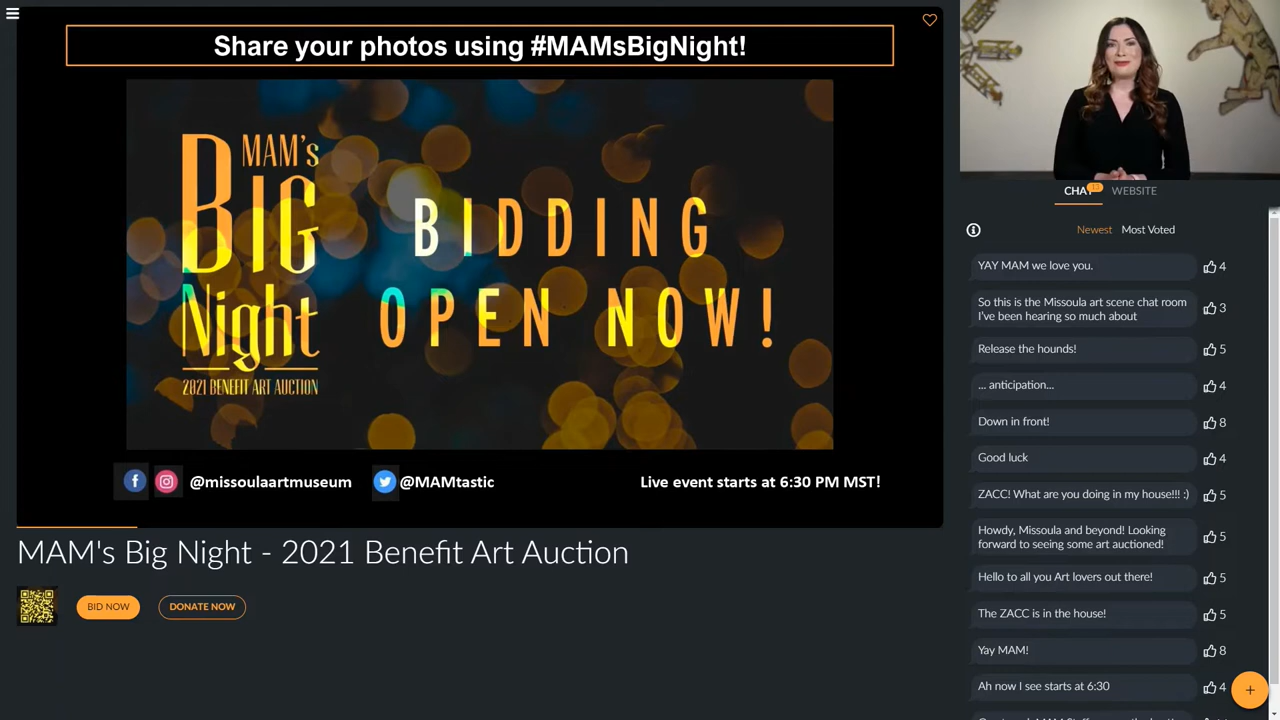 Share your photos using #MAMsBigNight!
MAM's
BIG
Night
2021 BENEFIT ART AUCTION
BIDDING
OPEN NOW!
@missoulaartmuseum
@MAMtastic
Live event starts at 6:30 PM MST!
MAM's Big Night - 2021 Benefit Art Auction
BID NOW
DONATE NOW
CHAT
13
WEBSITE
Newest
Most Voted
YAY MAM we love you.
4
So this is the Missoula art scene chat room
I've been hearing so much about
3
Release the hounds!
5
... anticipation...
4
Down in front!
8
Good luck
4
ZACC! What are you doing in my house!!! :)
5
Howdy, Missoula and beyond! Looking
forward to seeing some art auctioned!
5
Hello to all you Art lovers out there!
5
The ZACC is in the house!
5
Yay MAM!
8
Ah now I see starts at 6:30
4